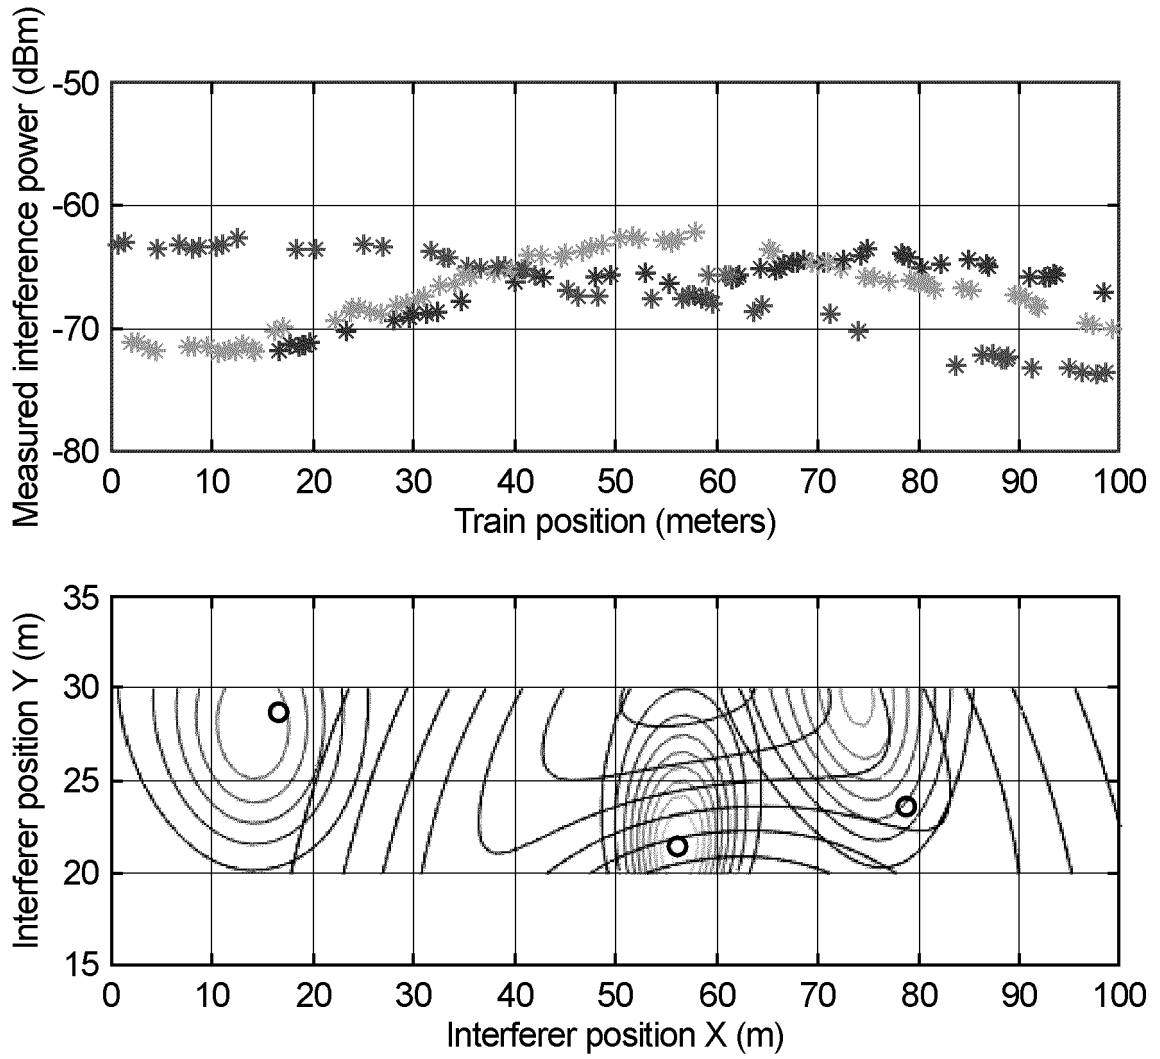 Measured interference power (dBm)
-50
-60
-70
-80
0 10 20 30 40 50 60 70 80 90 100
Train position (meters)
Interferer position Y (m)
35
30
25
20
15
0 10 20 30 40 50 60 70 80 90 100
Interferer position X (m)